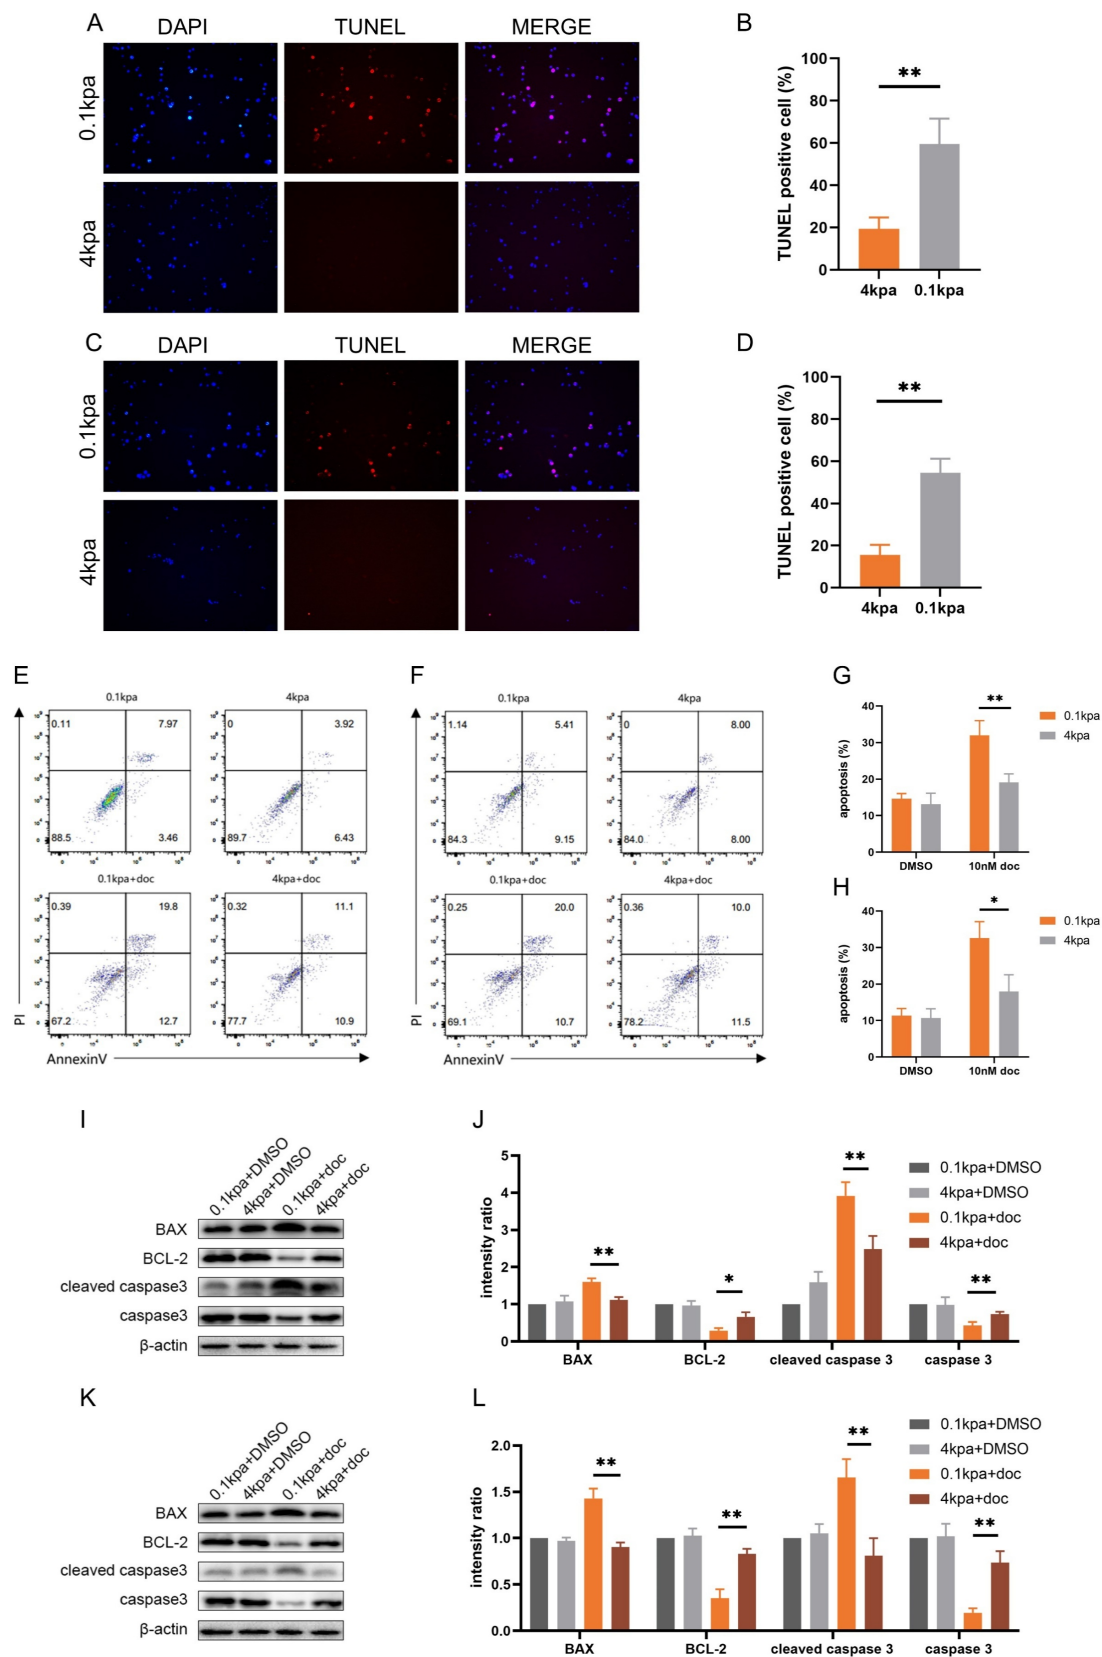 A
DAPI
TUNEL
MERGE
0.1kpa
4kpa
B
TUNEL positive cell (%)
100
80
60
40
20
0
**
4kpa
0.1kpa
C
DAPI
TUNEL
MERGE
0.1kpa
4kpa
D
TUNEL positive cell (%)
100
80
60
40
20
0
**
4kpa
0.1kpa
E
0.1kpa
4kpa
0.11
7.97
88.5
3.46
0
3.92
89.7
6.43
0.1kpa+doc
4kpa+doc
0.39
19.8
67.2
12.7
0.32
11.1
77.7
10.9
PI
AnnexinV
F
0.1kpa
4kpa
1.14
5.41
84.3
9.15
0
8.00
84.0
8.00
0.1kpa+doc
4kpa+doc
0.25
20.0
69.1
10.7
0.36
10.0
78.2
11.5
PI
AnnexinV
G
apoptosis (%)
40
30
20
10
0
**
DMSO
10nM doc
0.1kpa
4kpa
H
apoptosis (%)
40
30
20
10
0
*
DMSO
10nM doc
0.1kpa
4kpa
I
0.1kpa+DMSO
4kpa+DMSO
0.1kpa+doc
4kpa+doc
BAX
BCL-2
cleaved caspase3
caspase3
β-actin
J
intensity ratio
5
4
3
2
1
0
**
*
**
**
BAX
BCL-2
cleaved caspase 3
caspase 3
0.1kpa+DMSO
4kpa+DMSO
0.1kpa+doc
4kpa+doc
K
0.1kpa+DMSO
4kpa+DMSO
0.1kpa+doc
4kpa+doc
BAX
BCL-2
cleaved caspase3
caspase3
β-actin
L
intensity ratio
2.0
1.5
1.0
0.5
0.0
**
**
**
**
BAX
BCL-2
cleaved caspase 3
caspase 3
0.1kpa+DMSO
4kpa+DMSO
0.1kpa+doc
4kpa+doc